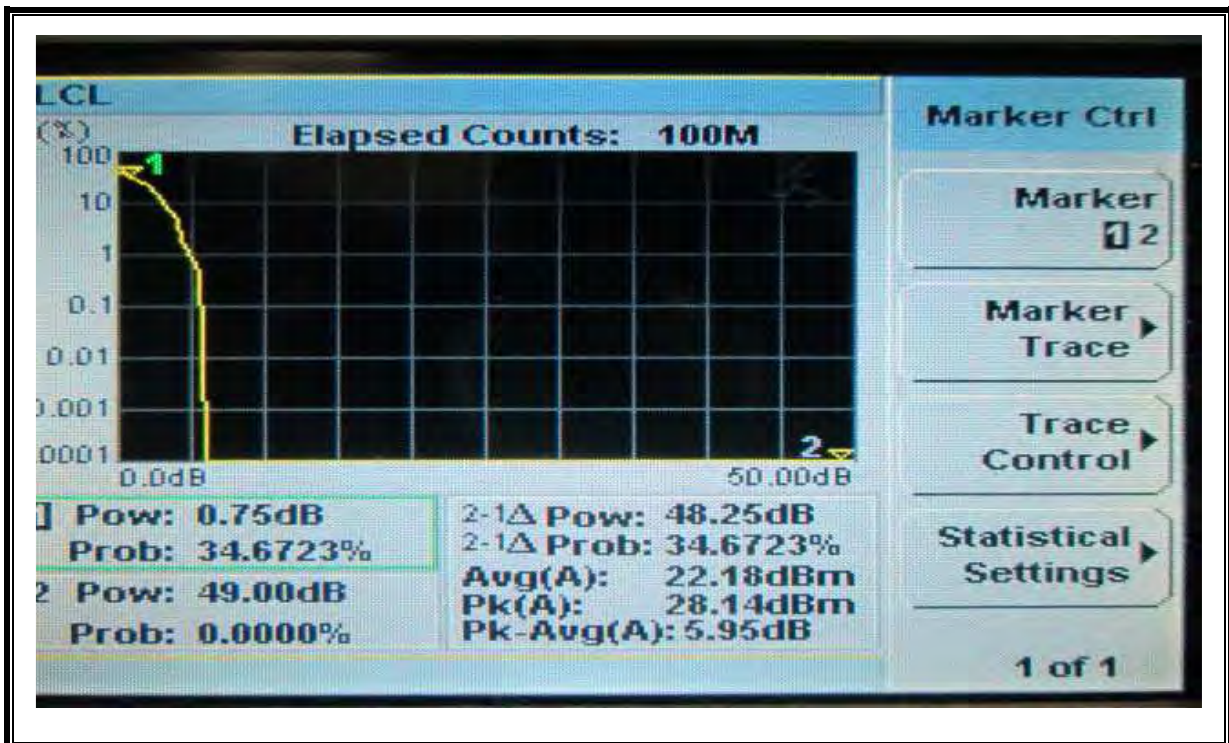 LCL
(%)
Elapsed Counts: 100M
100
10
1
0.1
0.01
0.001
0001
1
2
0.0dB
50.00dB
] Pow: 0.75dB
Prob: 34.6723%
2 Pow: 49.00dB
Prob: 0.0000%
2-1Δ Pow: 48.25dB
2-1Δ Prob: 34.6723%
Avg(A): 22.18dBm
Pk(A): 28.14dBm
Pk-Avg(A): 5.95dB
Marker Ctrl
Marker
1 2
Marker
Trace
Trace
Control
Statistical
Settings
1 of 1